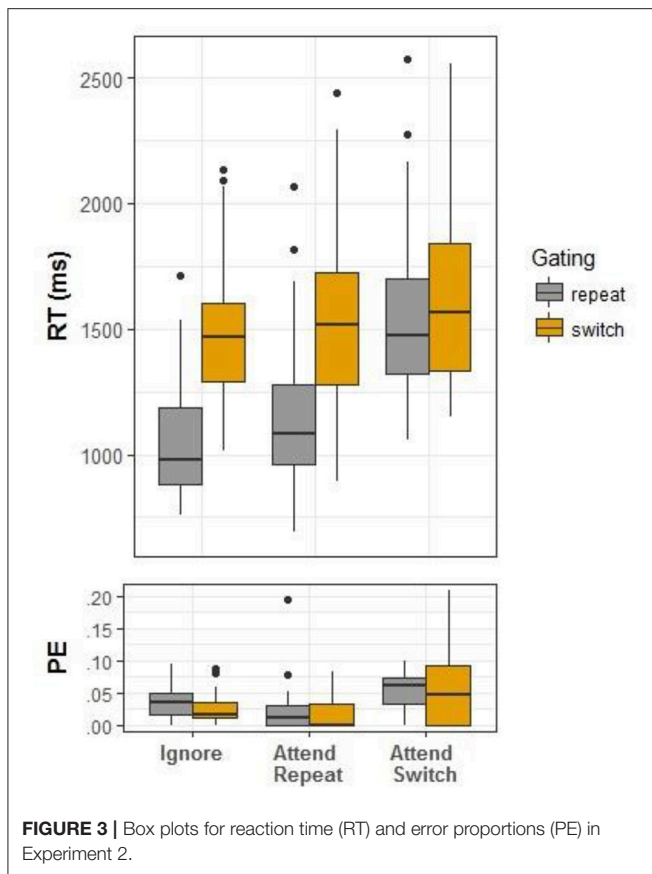 2500
2000
1500
1000
RT (ms)
Gating
repeat
switch
.20
.15
.10
.05
.00
PE
Ignore
Attend
Repeat
Attend
Switch
FIGURE 3 | Box plots for reaction time (RT) and error proportions (PE) in
Experiment 2.